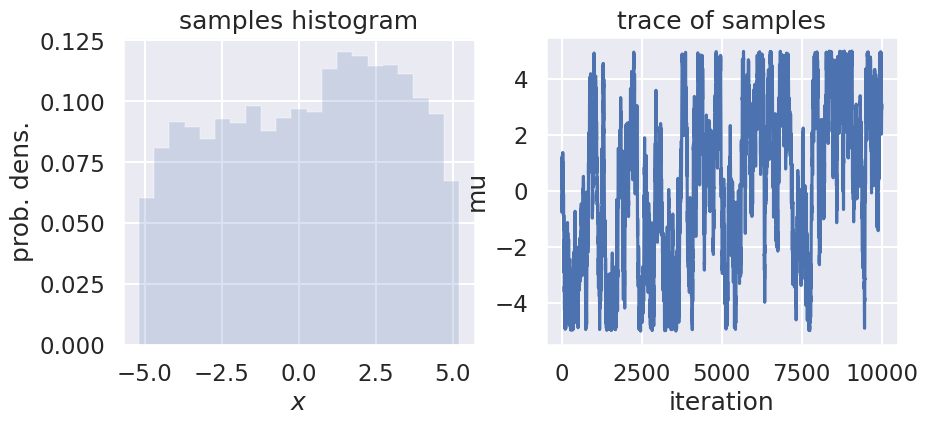 samples histogram
prob. dens.
0.125
0.100
0.075
0.050
0.025
0.000
−5.0 −2.5 0.0 2.5 5.0
x
trace of samples
mu
4
2
0
−2
−4
0 2500 5000 7500 10000
iteration